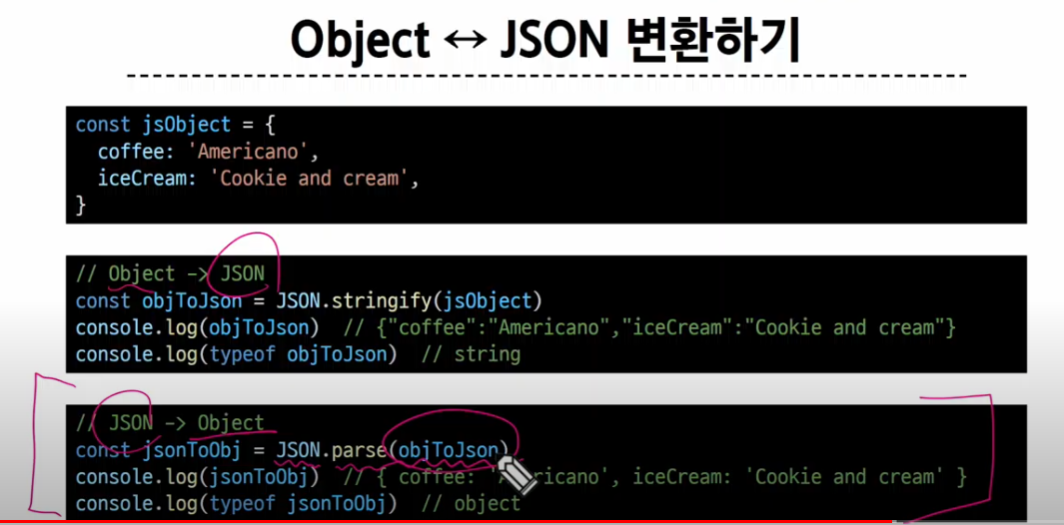 Object ↔ JSON 변환하기
const jsObject = {
coffee: 'Americano',
iceCream: 'Cookie and cream',
}
// Object -> JSON
const objToJson = JSON.stringify(jsObject)
console.log(objToJson) // {"coffee":"Americano","iceCream":"Cookie and cream"}
console.log(typeof objToJson) // string
// JSON -> Object
const jsonToObj = JSON.parse(objToJson)
console.log(jsonToObj) // { coffee: 'Americano', iceCream: 'Cookie and cream' }
console.log(typeof jsonToObj) // object